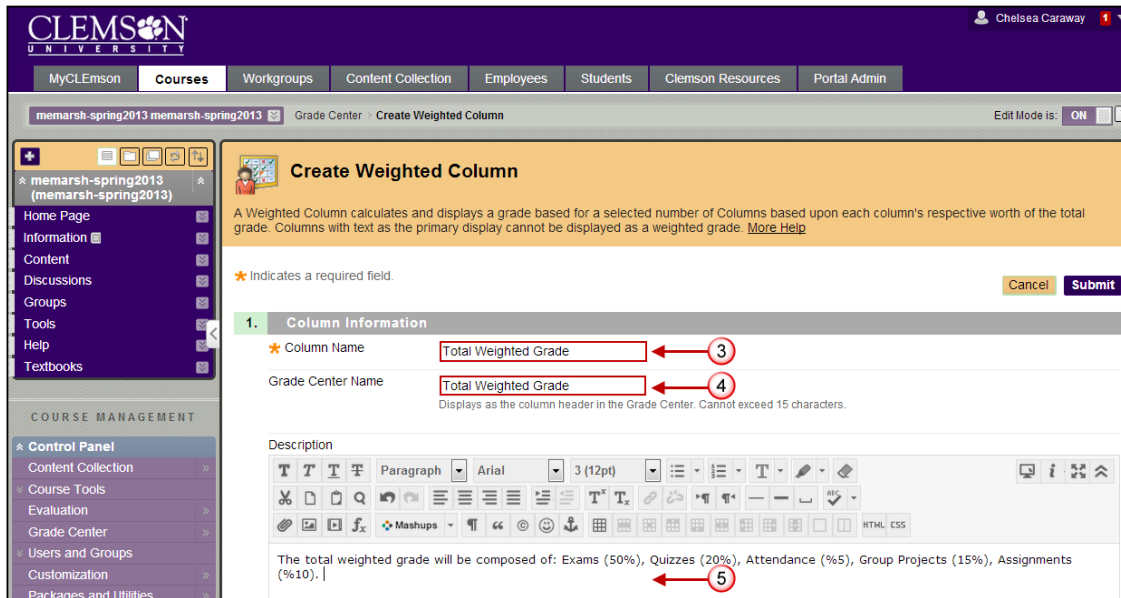 CLEMSON
UNIVERSITY
Chelsea Caraway 1
MyCLEmson Courses Workgroups Content Collection Employees Students Clemson Resources Portal Admin
memarsh-spring2013 memarsh-spring2013 Grade Center > Create Weighted Column Edit Mode is: ON
memarsh-spring2013
(memarsh-spring2013)
Home Page
Information
Content
Discussions
Groups
Tools
Help
Textbooks
COURSE MANAGEMENT
Control Panel
Content Collection
Course Tools
Evaluation
Grade Center
Users and Groups
Customization
Packages and Utilities
Create Weighted Column
A Weighted Column calculates and displays a grade based for a selected number of Columns based upon each column's respective worth of the total
grade. Columns with text as the primary display cannot be displayed as a weighted grade. More Help
Indicates a required field.
Cancel Submit
1. Column Information
Column Name Total Weighted Grade 3
Grade Center Name Total Weighted Grade 4
Displays as the column header in the Grade Center. Cannot exceed 15 characters.
Description
T T T T Paragraph Arial 3 (12pt) T i
Tx Tx ABC
fx Mashups ¶ “ © HTML CSS
The total weighted grade will be composed of: Exams (50%), Quizzes (20%), Attendance (%5), Group Projects (15%), Assignments
(%10).
5